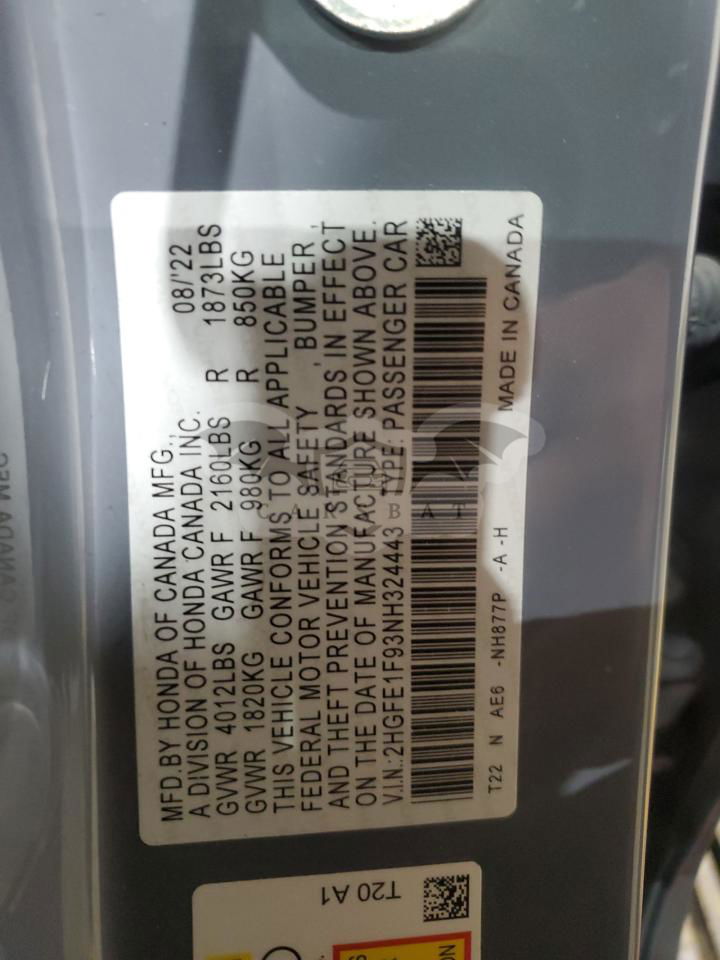 MFD.BY HONDA OF CANADA MFG., 08/'22
A DIVISION OF HONDA CANADA INC.
GVWR 4012LBS GAWR F 2160LBS R 1873LBS
GVWR 1820KG GAWR F 980KG R 850KG
THIS VEHICLE CONFORMS TO ALL APPLICABLE
FEDERAL MOTOR VEHICLE SAFETY , BUMPER ,
AND THEFT PREVENTION STANDARDS IN EFFECT
ON THE DATE OF MANUFACTURE SHOWN ABOVE.
V.I.N.:2HGFE1F93NH324443 TYPE: PASSENGER CAR
T22 N AE6 -NH877P -A -H MADE IN CANADA
T20 A1